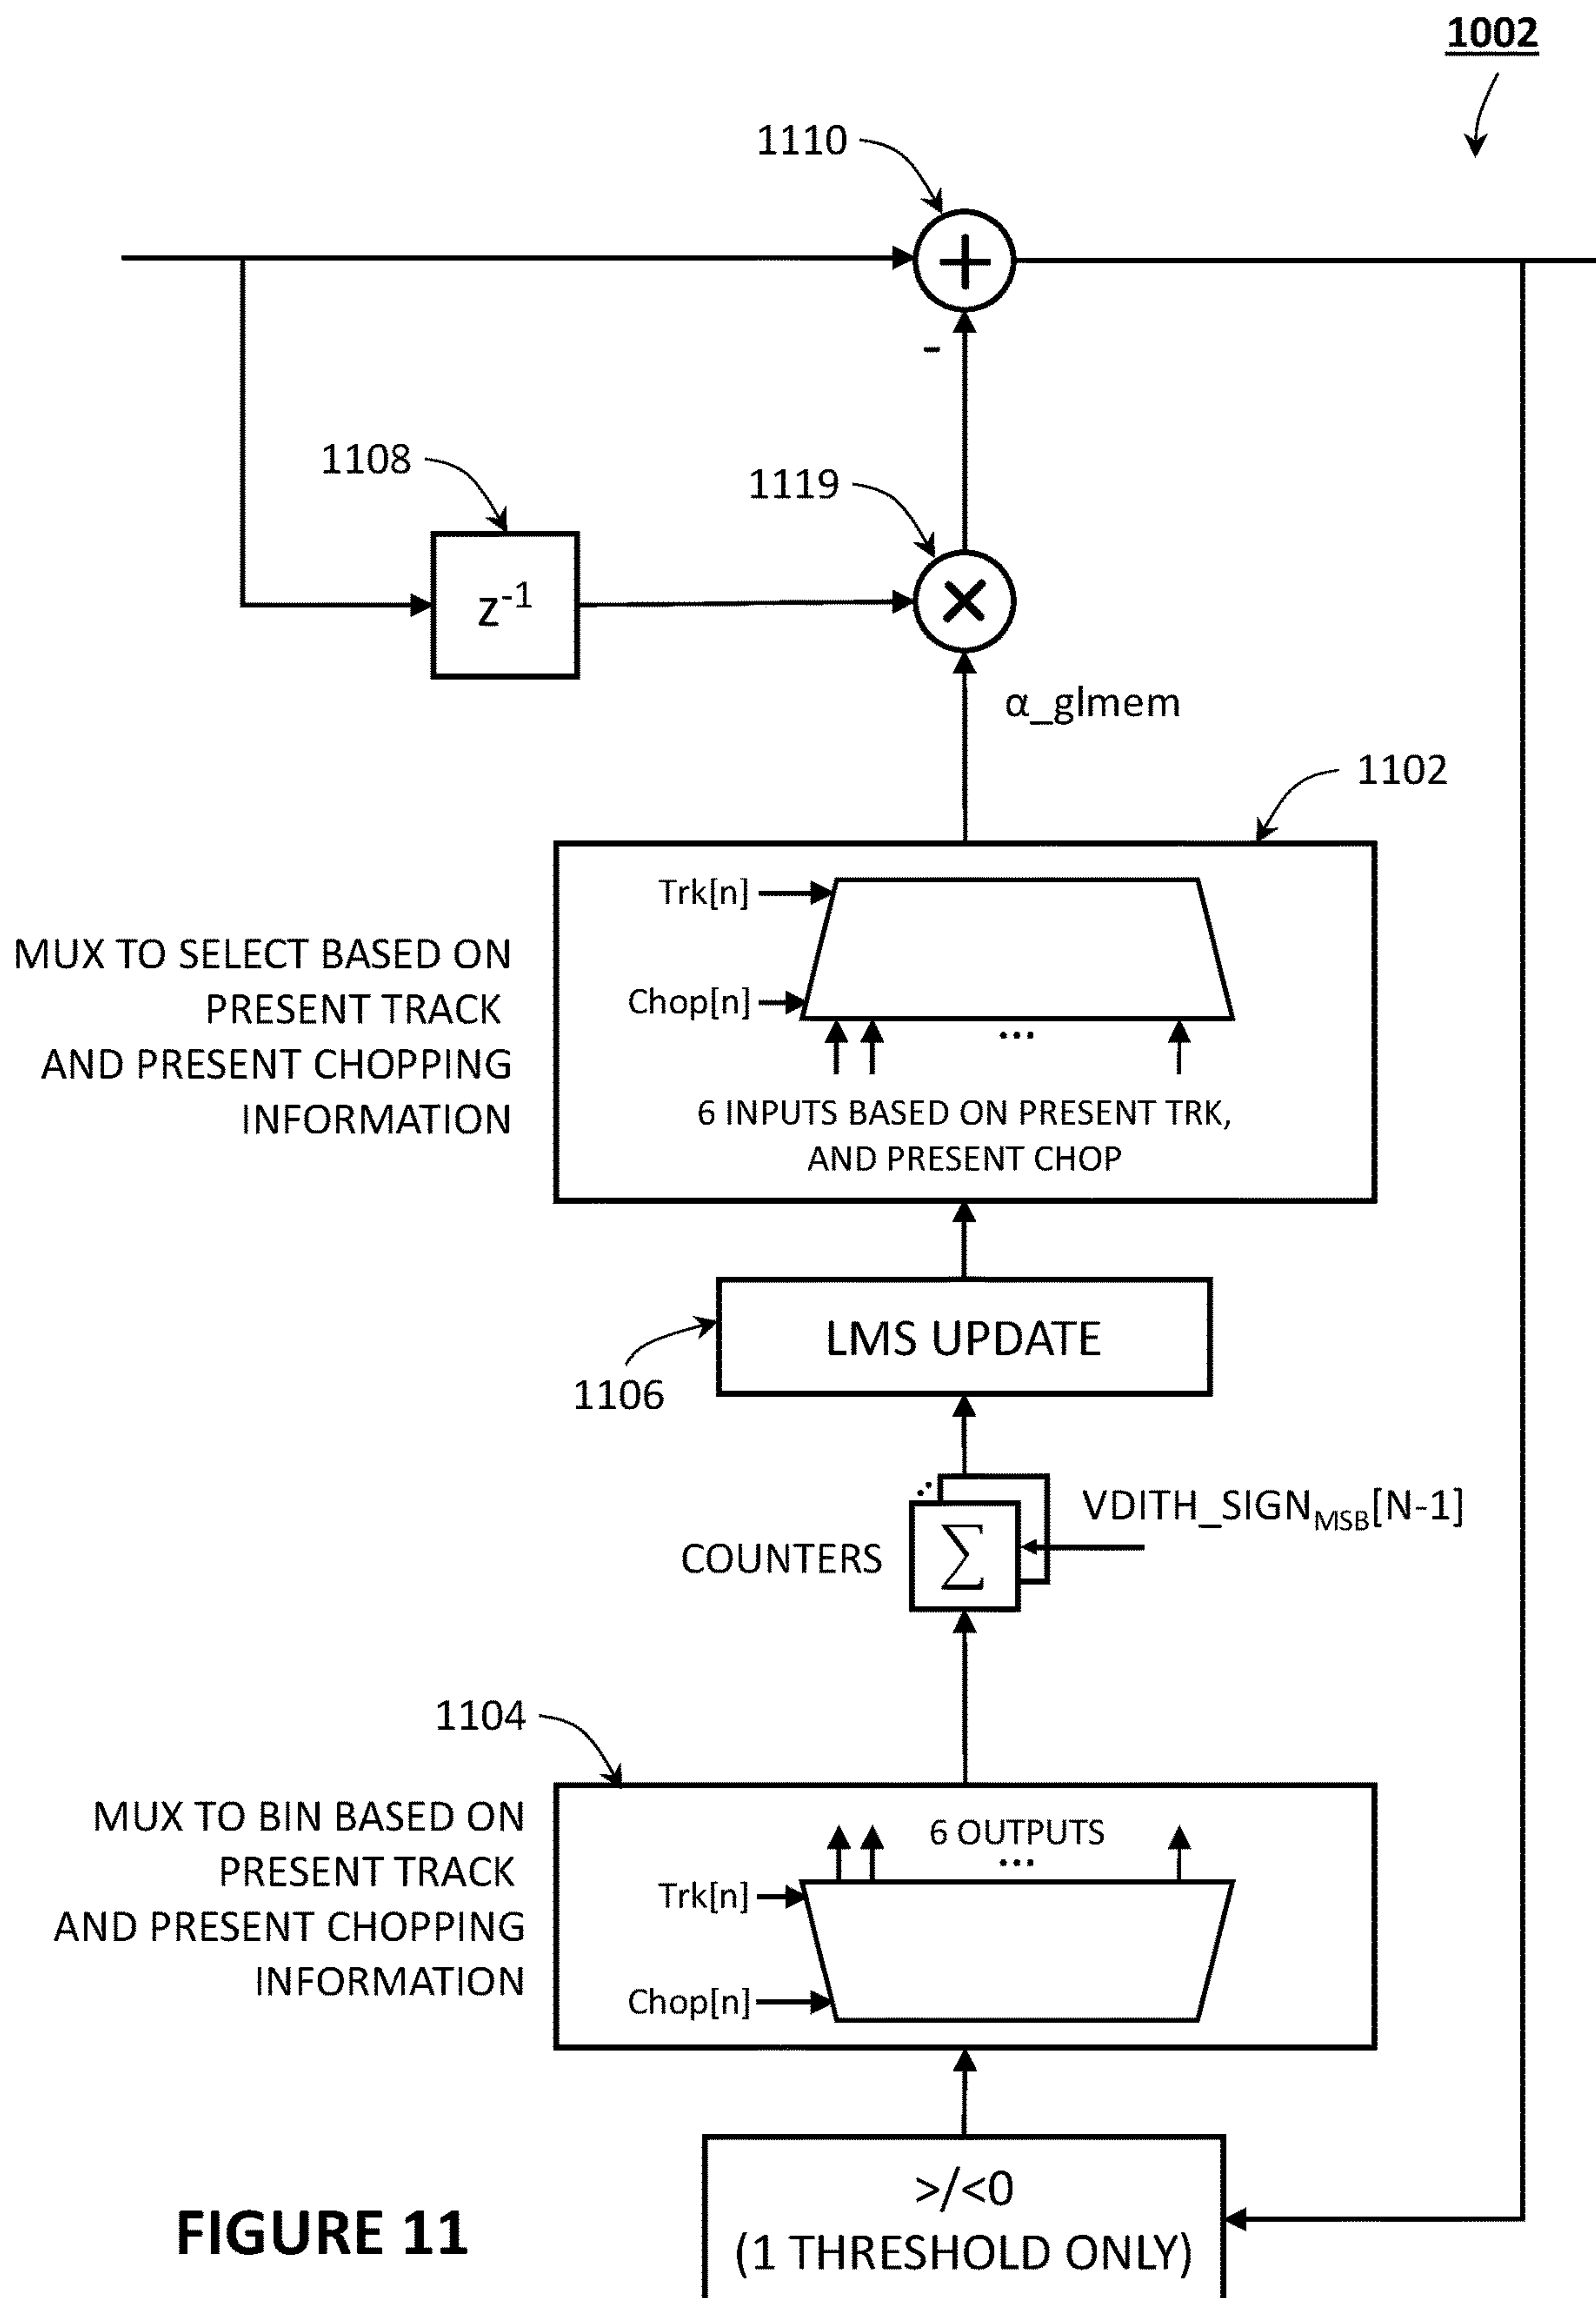 1002
1110
+
-
1108
1119
z-1
×
α_glmem
1102
Trk[n]
MUX TO SELECT BASED ON
PRESENT TRACK
AND PRESENT CHOPPING
INFORMATION
Chop[n]
...
6 INPUTS BASED ON PRESENT TRK,
AND PRESENT CHOP
LMS UPDATE
1106
VDITH_SIGNMSB[N-1]
COUNTERS
∑
1104
MUX TO BIN BASED ON
PRESENT TRACK
AND PRESENT CHOPPING
INFORMATION
6 OUTPUTS
...
Trk[n]
Chop[n]
>/<0
(1 THRESHOLD ONLY)
FIGURE 11